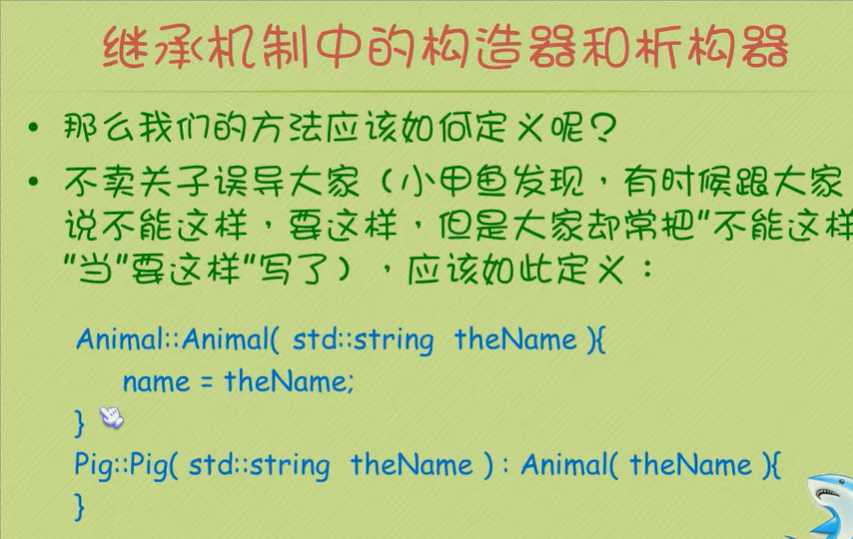 继承机制中的构造器和析构器
• 那么我们的方法应该如何定义呢？
• 不卖关子误导大家（小甲鱼发现，有时候跟大家
说不能这样，要这样，但是大家却常把"不能这样
"当"要这样"写了），应该如此定义：
Animal::Animal( std::string theName ){
name = theName;
}
Pig::Pig( std::string theName ) : Animal( theName ){
}